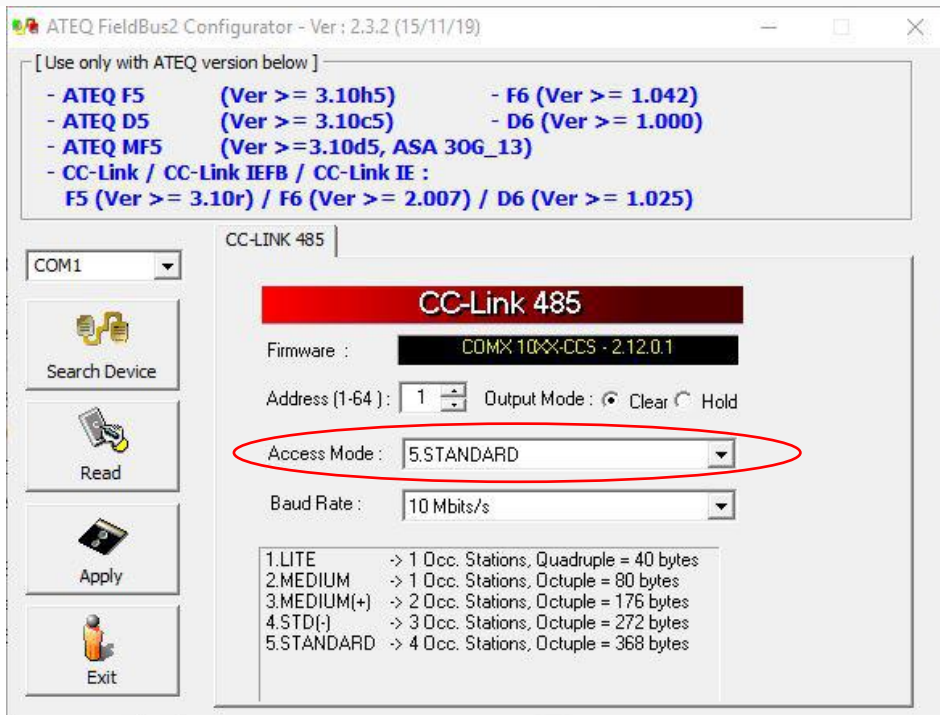 ATEQ FieldBus2 Configurator - Ver : 2.3.2 (15/11/19)
[ Use only with ATEQ version below ]
- ATEQ F5 (Ver >= 3.10h5) - F6 (Ver >= 1.042)
- ATEQ D5 (Ver >= 3.10c5) - D6 (Ver >= 1.000)
- ATEQ MF5 (Ver >=3.10d5, ASA 3OG_13)
- CC-Link / CC-Link IEFB / CC-Link IE :
F5 (Ver >= 3.10r) / F6 (Ver >= 2.007) / D6 (Ver >= 1.025)
COM1
Search Device
Read
Apply
Exit
CC-LINK 485
CC-Link 485
Firmware : COMX 10XX-CCS - 2.12.0.1
Address (1-64 ) : 1 Output Mode : Clear Hold
Access Mode : 5.STANDARD
Baud Rate : 10 Mbits/s
1.LITE -> 1 Occ. Stations, Quadruple = 40 bytes
2.MEDIUM -> 1 Occ. Stations, Octuple = 80 bytes
3.MEDIUM(+) -> 2 Occ. Stations, Octuple = 176 bytes
4.STD(-) -> 3 Occ. Stations, Octuple = 272 bytes
5.STANDARD -> 4 Occ. Stations, Octuple = 368 bytes